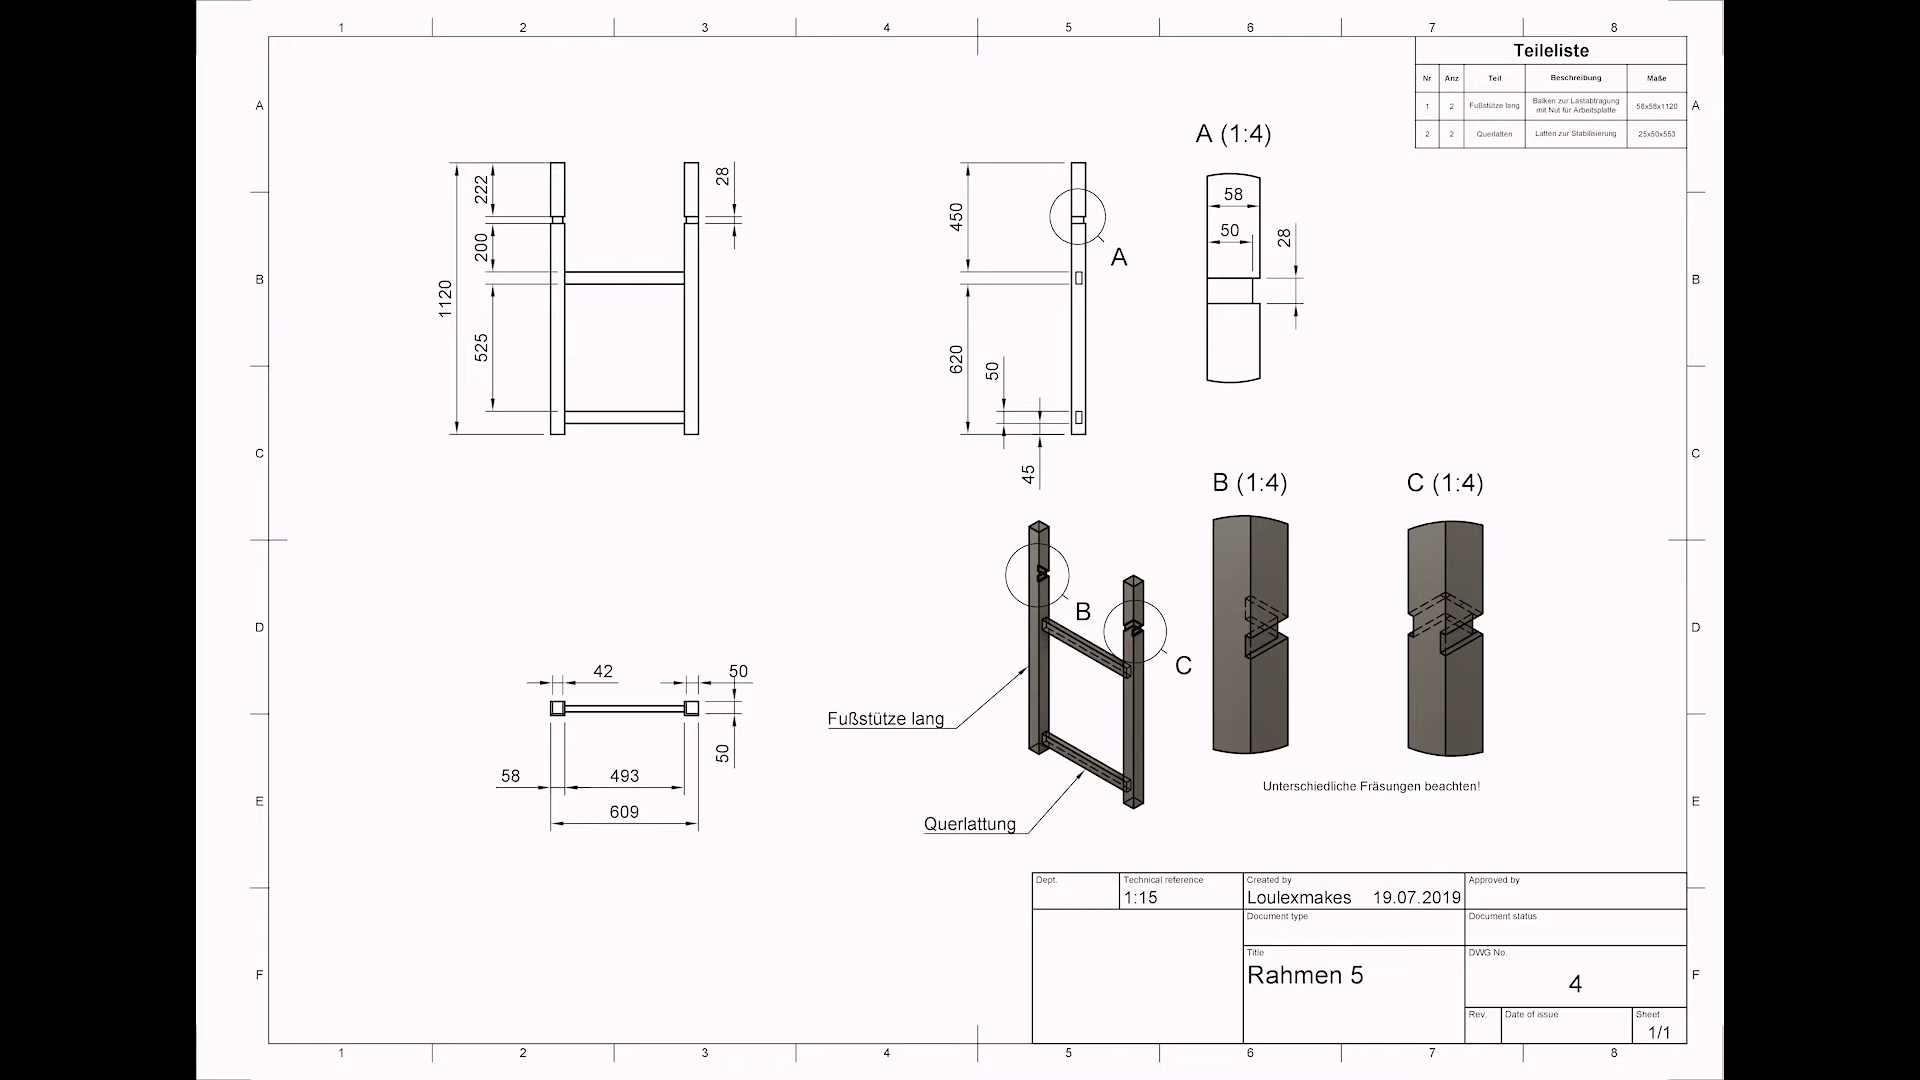 1 2 3 4 5 6 7 8
Teileliste
Nr Anz Teil Beschreibung Maße
1 2 Fußstütze lang Balken zur Lastabtragung mit Nut für Arbeitsplatte 58x58x1120
2 2 Querlatten Latten zur Stabilisierung 25x50x553
A A
B B
C C
D D
E E
F F
222
28
200
1120
525
450
A
620
50
45
A (1:4)
58
50
28
B (1:4)
C (1:4)
B
C
Fußstütze lang
Querlattung
Unterschiedliche Fräsungen beachten!
42
50
50
58
493
609
Dept.
Technical reference
1:15
Created by
Loulexmakes 19.07.2019
Approved by
Document type
Document status
Title
Rahmen 5
DWG No.
4
Rev.
Date of issue
Sheet
1/1
1 2 3 4 5 6 7 8